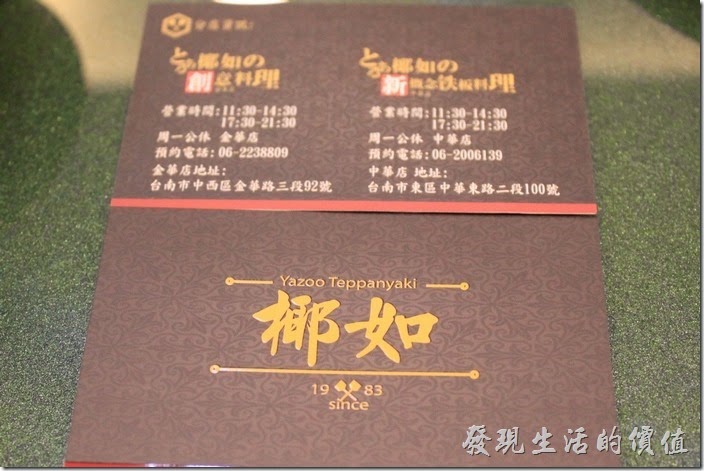 分店資訊:
とある椰如の
創意料理
營業時間:11:30-14:30
17:30-21:30
周一公休 金華店
預約電話:06-2238809
金華店地址:
台南市中西區金華路三段92號
とある椰如の
新概念铁板料理
營業時間:11:30-14:30
17:30-21:30
周一公休 中華店
預約電話:06-2006139
中華店 地址:
台南市東區中華東路二段100號
Yazoo Teppanyaki
椰如
19 83
since
發現生活的價值